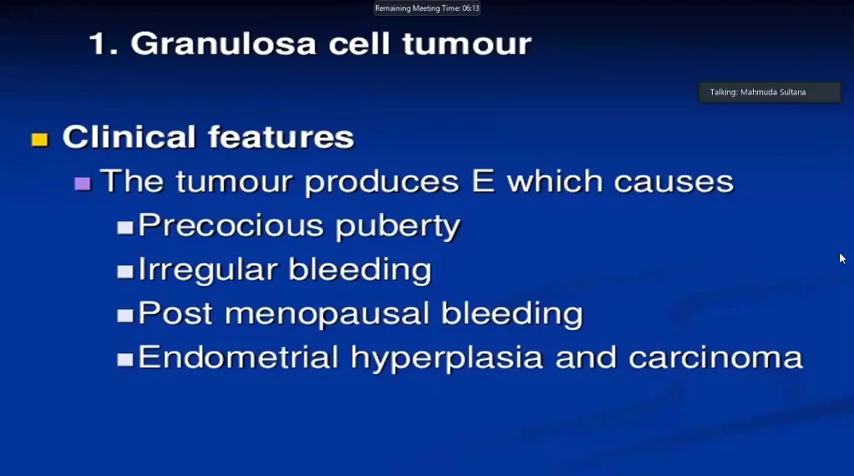 Remaining Meeting Time: 06:13
1. Granulosa cell tumour
Talking: Mahmuda Sultana
Clinical features
The tumour produces E which causes
Precocious puberty
Irregular bleeding
Post menopausal bleeding
Endometrial hyperplasia and carcinoma